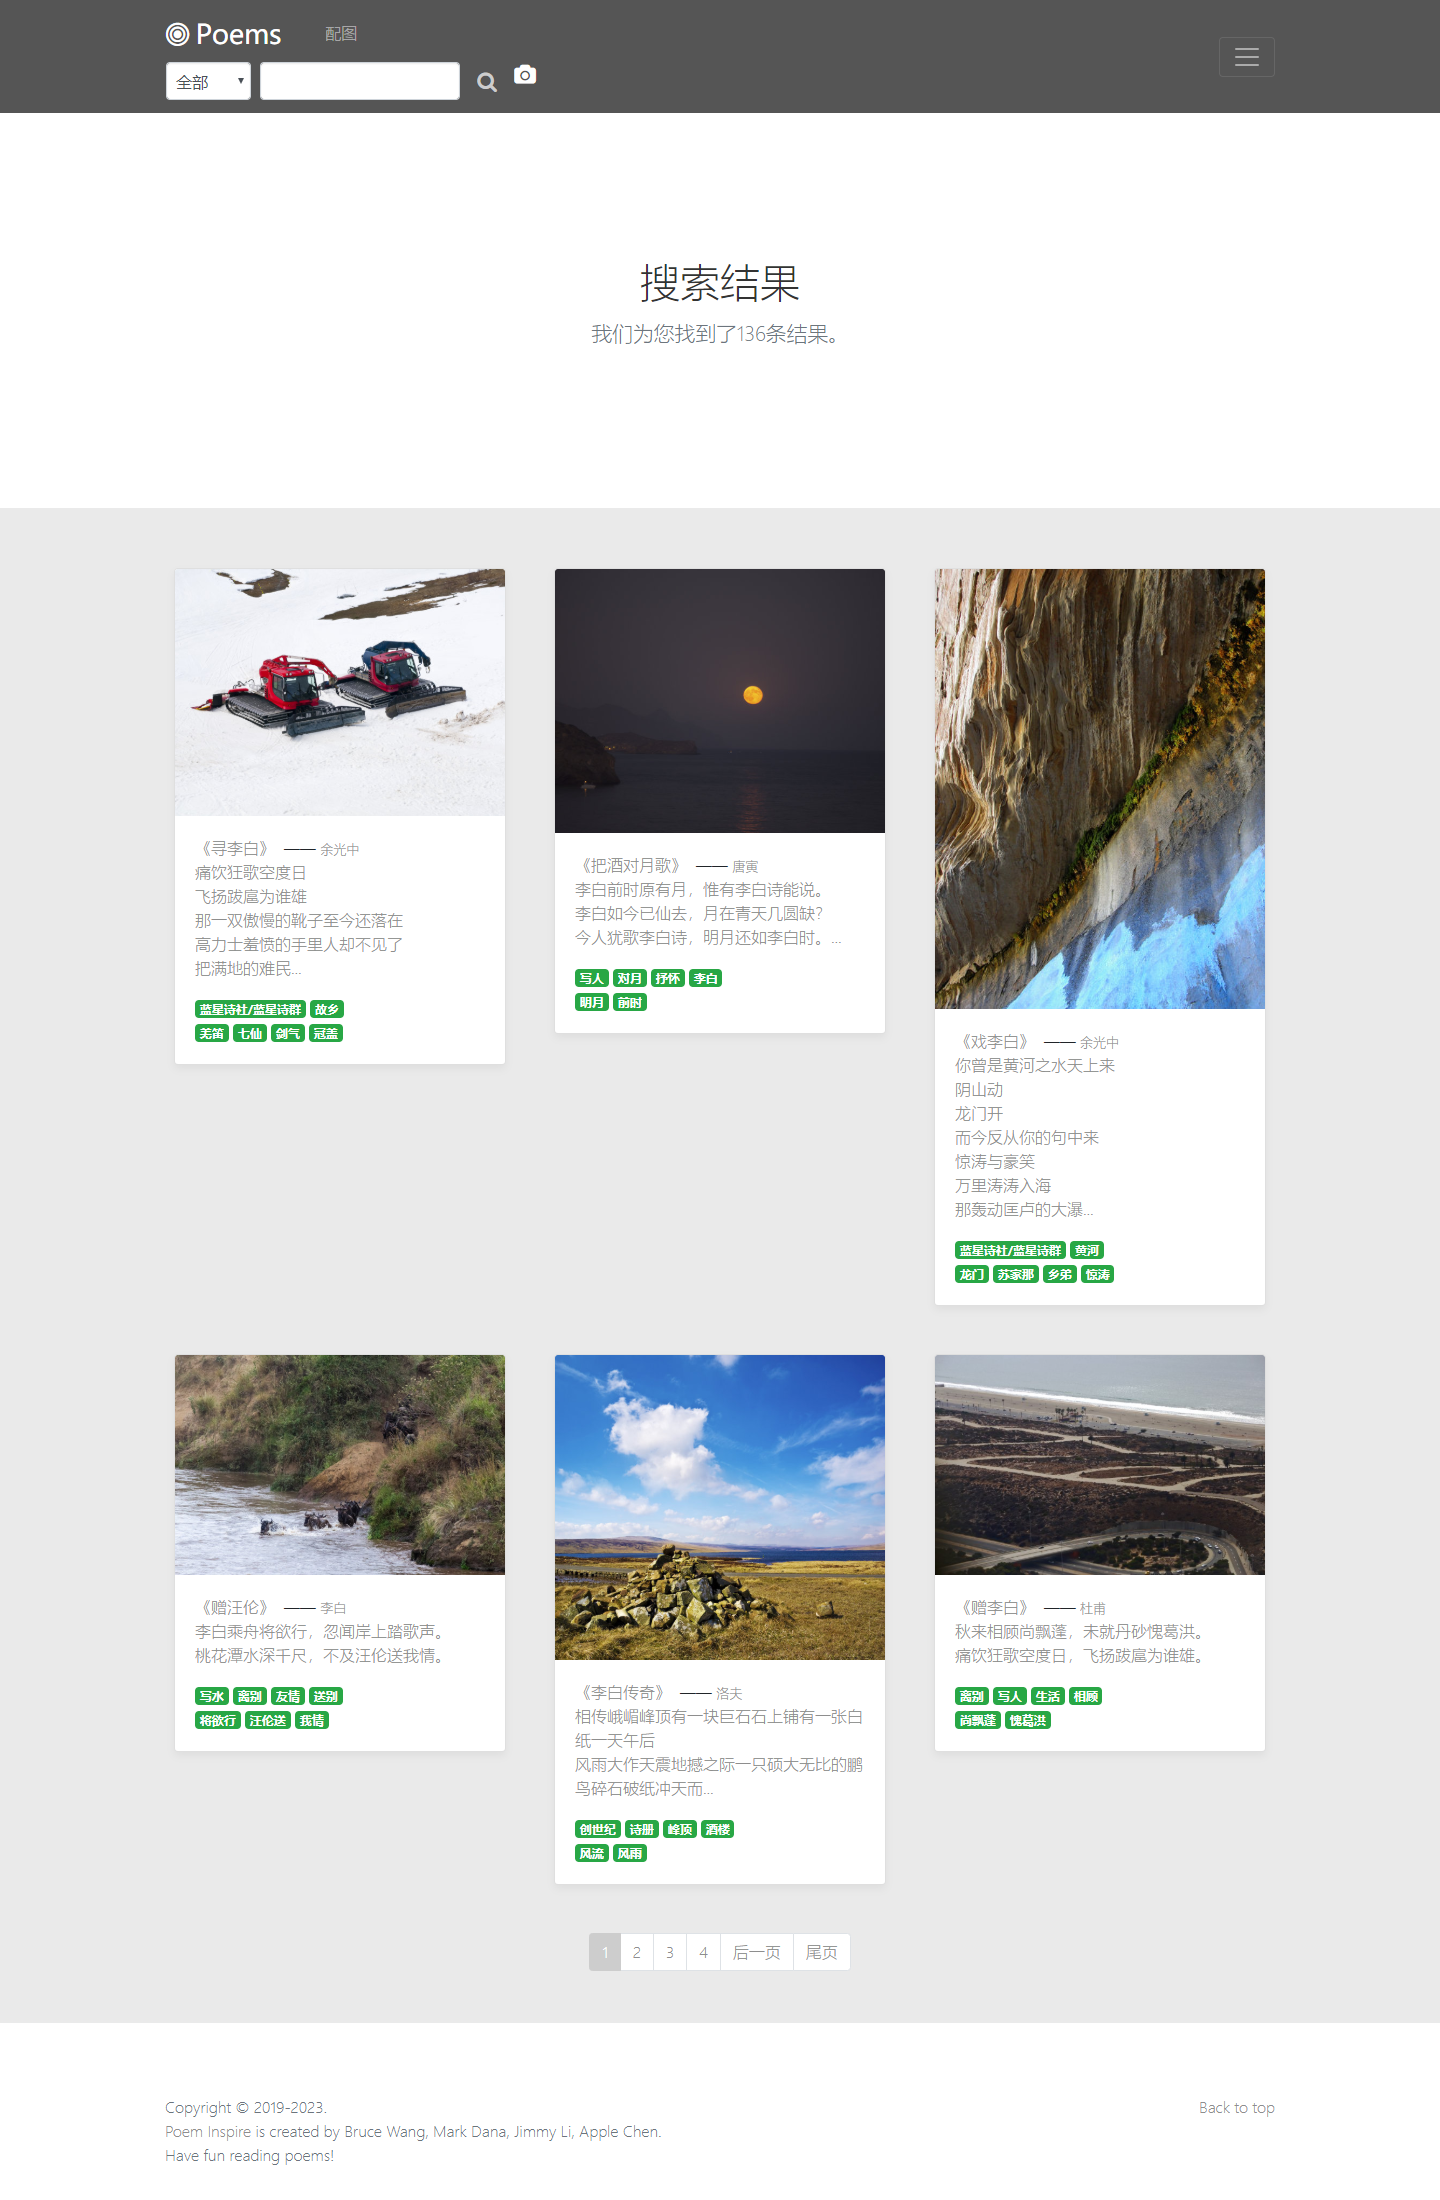 Poems
配图
全部
搜索结果
我们为您找到了136条结果。
《寻李白》 —— 余光中
痛饮狂歌空度日
飞扬跋扈为谁雄
那一双傲慢的靴子至今还落在
高力士羞愤的手里人却不见了
把满地的难民...
蓝星诗社/蓝星诗群 故乡
羌笛 七仙 剑气 冠盖
《把酒对月歌》 —— 唐寅
李白前时原有月，惟有李白诗能说。
李白如今已仙去，月在青天几圆缺？
今人犹歌李白诗，明月还如李白时。...
写人 对月 抒怀 李白
明月 前时
《戏李白》 —— 余光中
你曾是黄河之水天上来
阴山动
龙门开
而今反从你的句中来
惊涛与豪笑
万里涛涛入海
那轰动匡卢的大瀑...
蓝星诗社/蓝星诗群 黄河
龙门 苏家那 乡弟 惊涛
《赠汪伦》 —— 李白
李白乘舟将欲行，忽闻岸上踏歌声。
桃花潭水深千尺，不及汪伦送我情。
写水 离别 友情 送别
将欲行 汪伦送 我情
《李白传奇》 —— 洛夫
相传峨嵋峰顶有一块巨石石上铺有一张白
纸一天午后
风雨大作天震地撼之际一只硕大无比的鹏
鸟碎石破纸冲天而...
创世纪 诗册 峰顶 酒楼
风流 风雨
《赠李白》 —— 杜甫
秋来相顾尚飘蓬，未就丹砂愧葛洪。
痛饮狂歌空度日，飞扬跋扈为谁雄。
离别 写人 生活 相顾
尚飘蓬 愧葛洪
1 2 3 4 后一页 尾页
Copyright © 2019-2023.
Back to top
Poem Inspire is created by Bruce Wang, Mark Dana, Jimmy Li, Apple Chen.
Have fun reading poems!